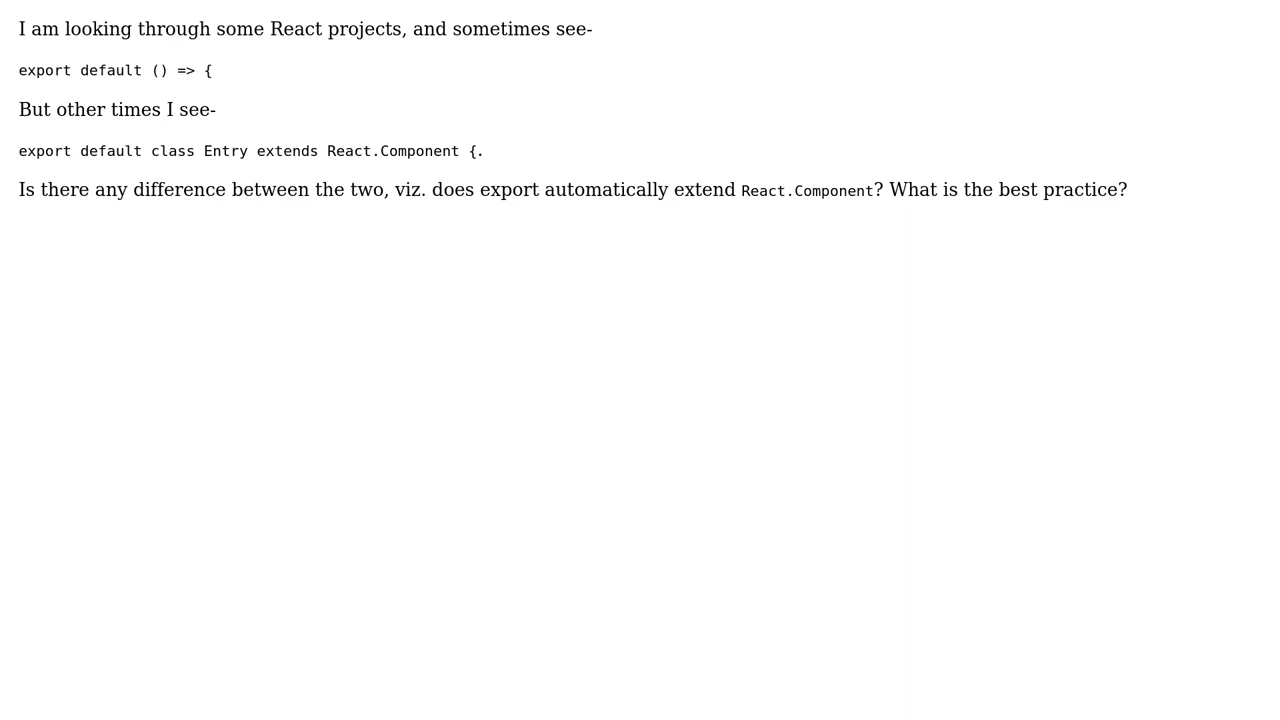 I am looking through some React projects, and sometimes see-
export default () => {
But other times I see-
export default class Entry extends React.Component {.
Is there any difference between the two, viz. does export automatically extend React.Component? What is the best practice?